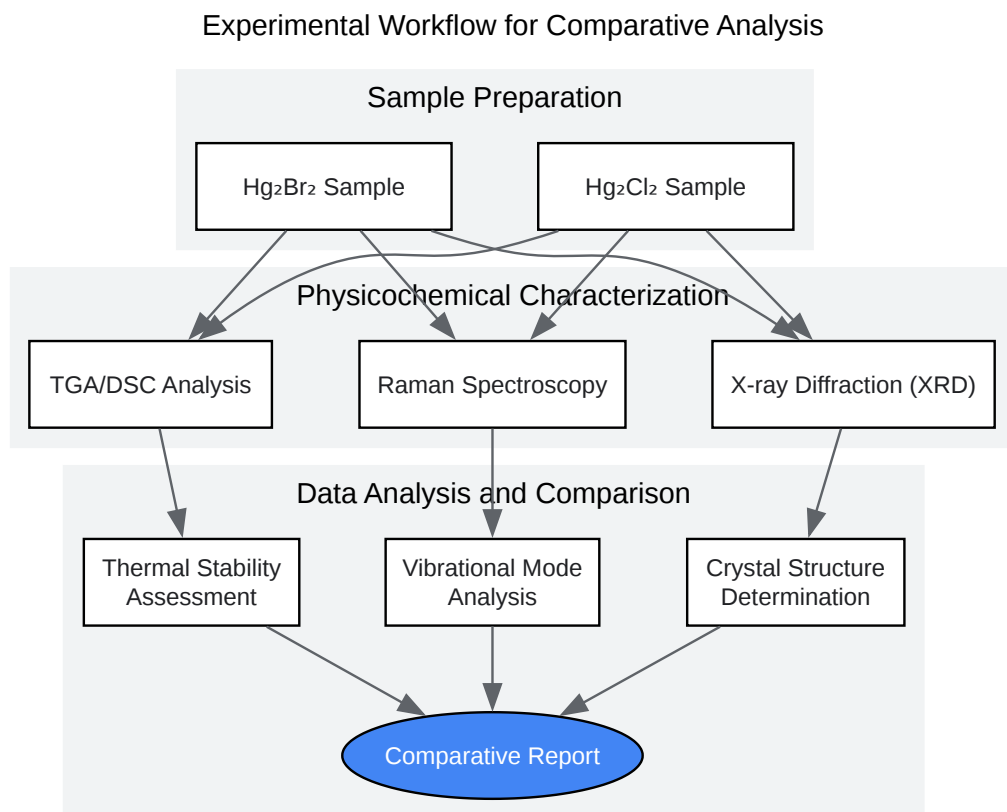 Experimental Workflow for Comparative Analysis
Sample Preparation
Hg₂Br₂ Sample
Hg₂Cl₂ Sample
Physicochemical Characterization
TGA/DSC Analysis
Raman Spectroscopy
X-ray Diffraction (XRD)
Data Analysis and Comparison
Thermal Stability
Assessment
Vibrational Mode
Analysis
Crystal Structure
Determination
Comparative Report